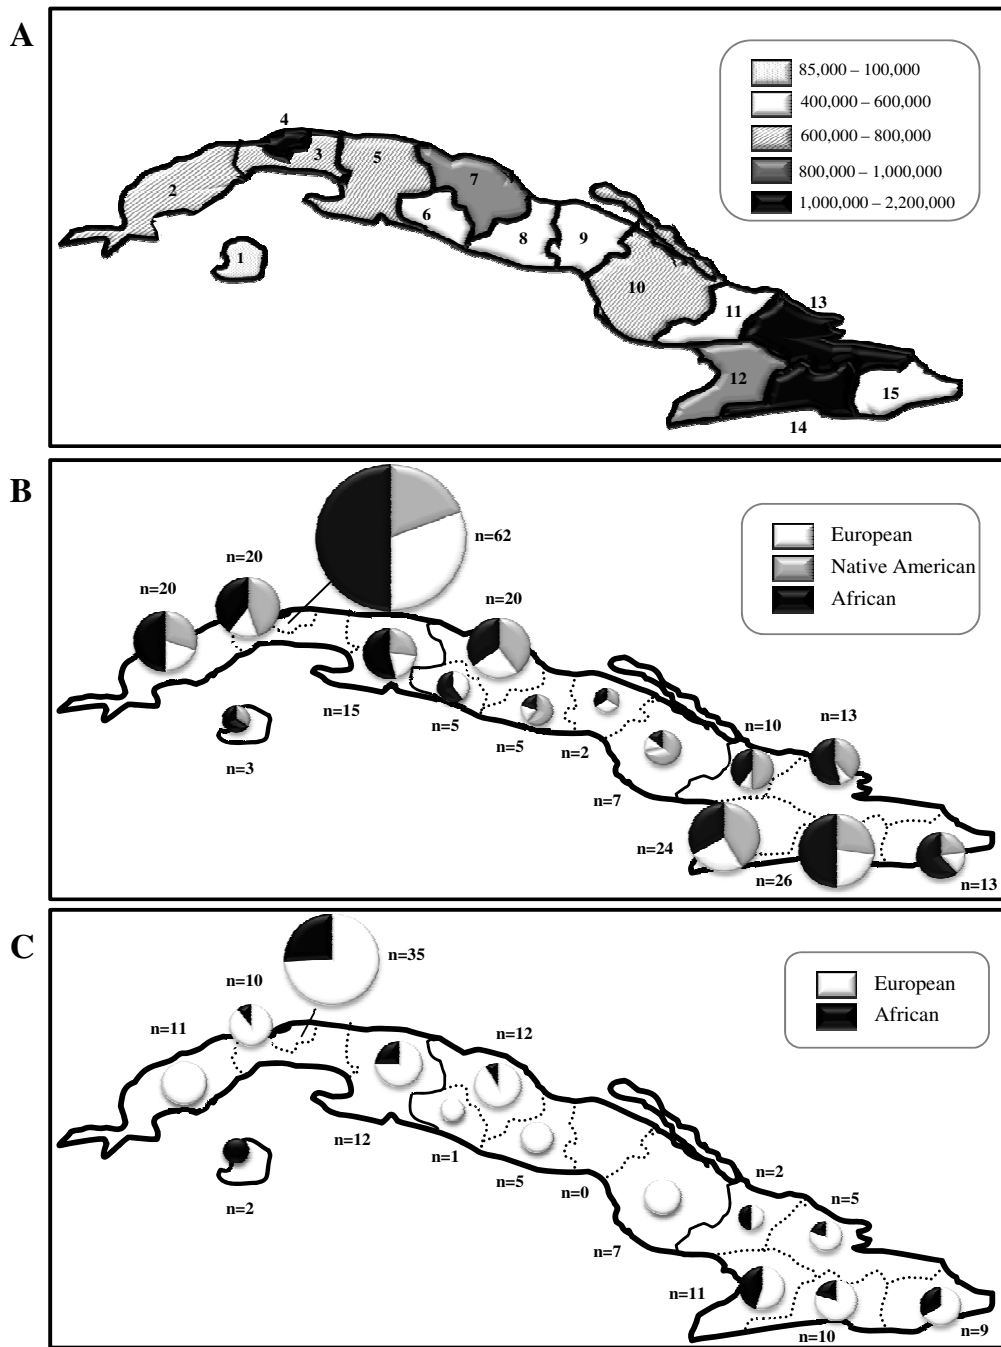 A
85,000 – 100,000
400,000 – 600,000
600,000 – 800,000
800,000 – 1,000,000
1,000,000 – 2,200,000
4
3
5
7
2
6
8
9
1
10
11
13
12
15
14
B
European
Native American
African
n=62
n=20
n=20
n=20
n=15
n=5
n=5
n=2
n=3
n=7
n=10
n=13
n=24
n=26
n=13
C
European
African
n=35
n=10
n=11
n=12
n=12
n=1
n=5
n=0
n=2
n=7
n=2
n=5
n=11
n=10
n=9